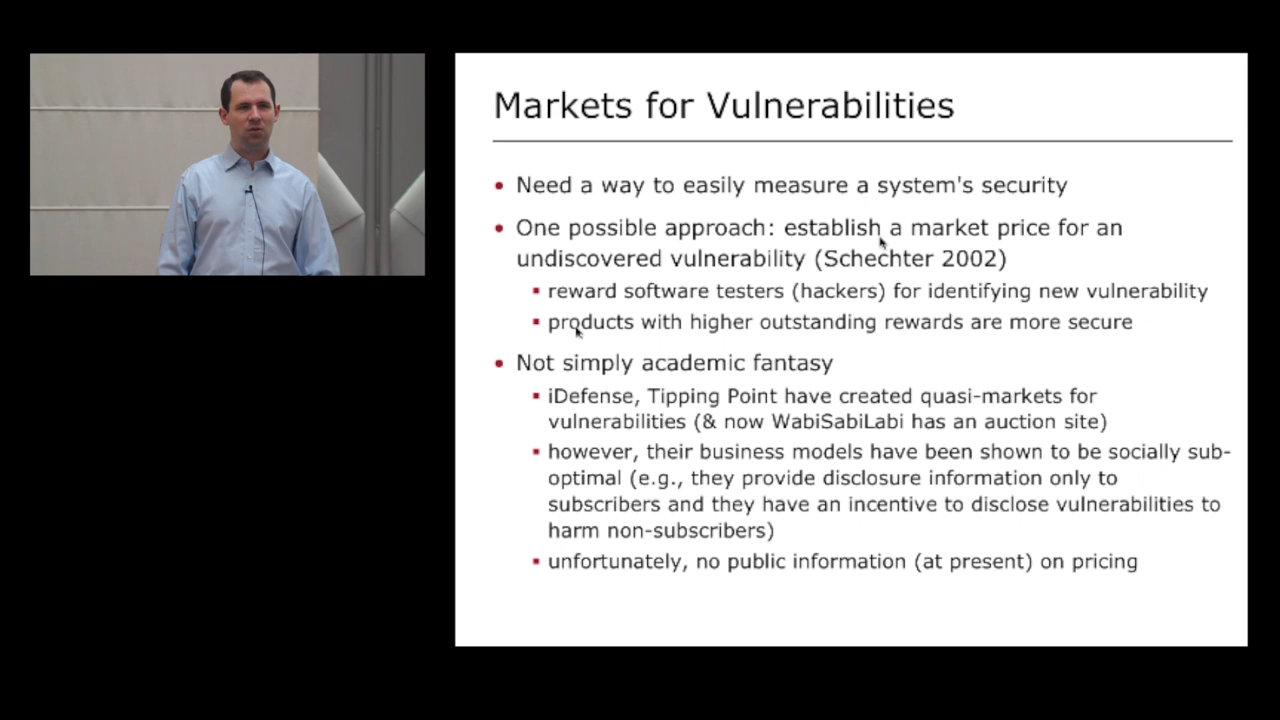 Markets for Vulnerabilities
• Need a way to easily measure a system's security
• One possible approach: establish a market price for an
undiscovered vulnerability (Schechter 2002)
▪ reward software testers (hackers) for identifying new vulnerability
▪ products with higher outstanding rewards are more secure
• Not simply academic fantasy
▪ iDefense, Tipping Point have created quasi-markets for
vulnerabilities (& now WabiSabiLabi has an auction site)
▪ however, their business models have been shown to be socially sub-
optimal (e.g., they provide disclosure information only to
subscribers and they have an incentive to disclose vulnerabilities to
harm non-subscribers)
▪ unfortunately, no public information (at present) on pricing